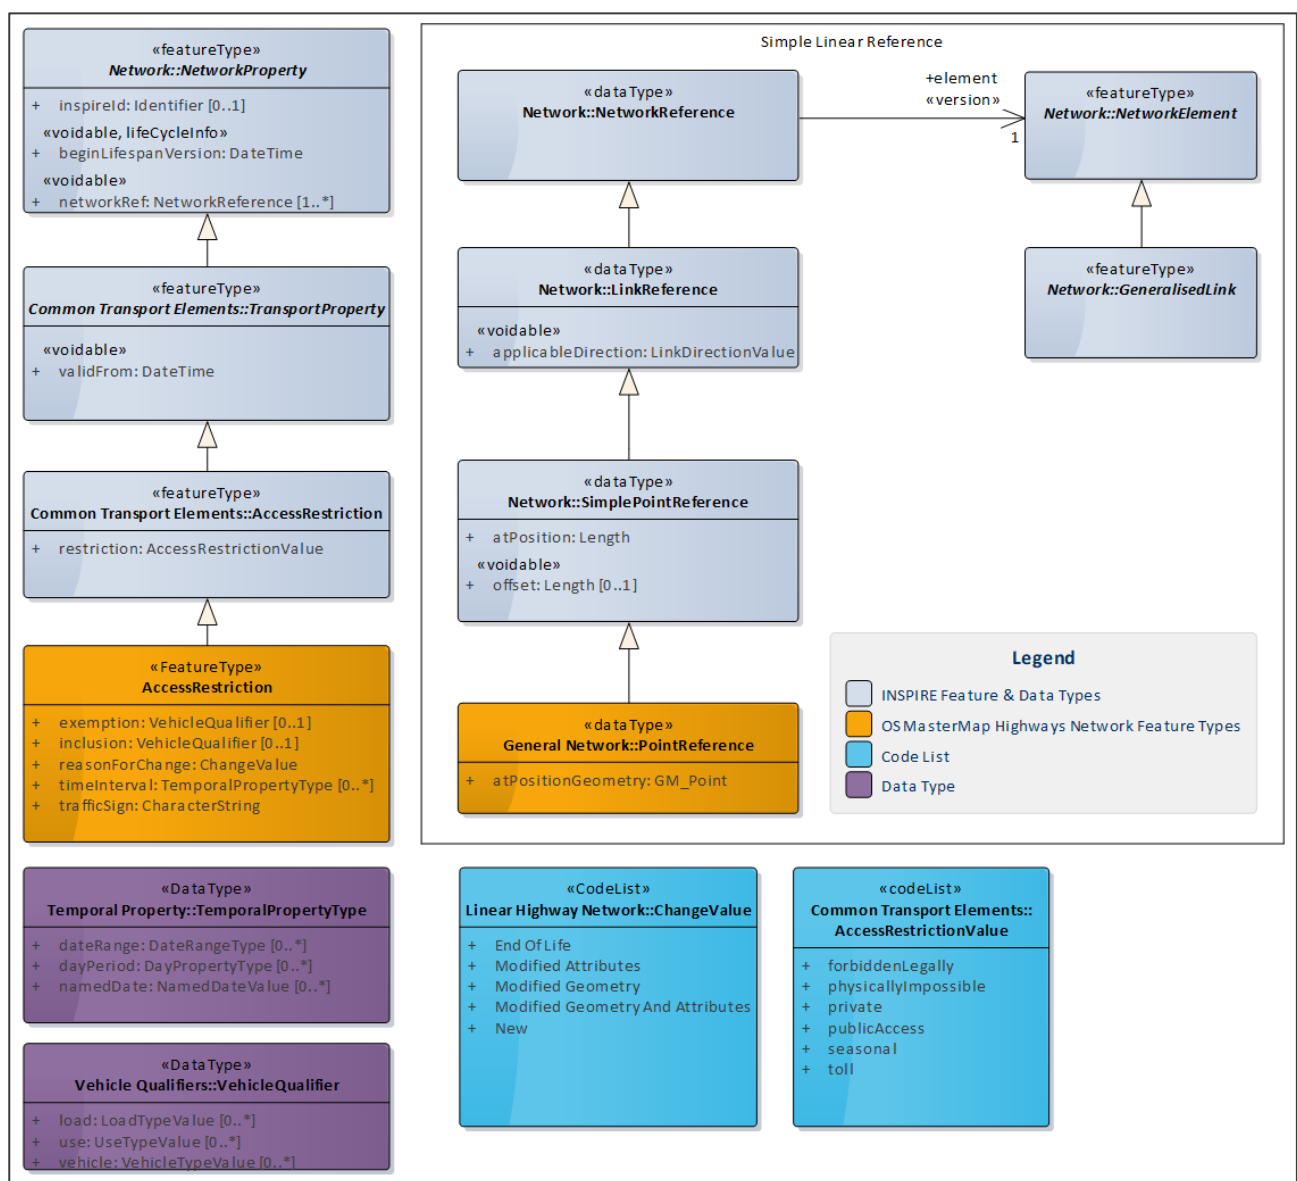 «featureType»
Network::NetworkProperty
+ inspireId: Identifier [0..1]
«voidable, lifeCycleInfo»
+ beginLifespanVersion: DateTime
«voidable»
+ networkRef: NetworkReference [1..*]
«featureType»
Common Transport Elements::TransportProperty
«voidable»
+ validFrom: DateTime
«featureType»
Common Transport Elements::AccessRestriction
+ restriction: AccessRestrictionValue
«FeatureType»
AccessRestriction
+ exemption: VehicleQualifier [0..1]
+ inclusion: VehicleQualifier [0..1]
+ reasonForChange: ChangeValue
+ timeInterval: TemporalPropertyType [0..*]
+ trafficSign: CharacterString
«DataType»
Temporal Property::TemporalPropertyType
+ dateRange: DateRangeType [0..*]
+ dayPeriod: DayPropertyType [0..*]
+ namedDate: NamedDateValue [0..*]
«DataType»
Vehicle Qualifiers::VehicleQualifier
+ load: LoadTypeValue [0..*]
+ use: UseTypeValue [0..*]
+ vehicle: VehicleTypeValue [0..*]
Simple Linear Reference
«dataType»
Network::NetworkReference
+element
«version»
1
«featureType»
Network::NetworkElement
«dataType»
Network::LinkReference
«voidable»
+ applicableDirection: LinkDirectionValue
«featureType»
Network::GeneralisedLink
«dataType»
Network::SimplePointReference
+ atPosition: Length
«voidable»
+ offset: Length [0..1]
«dataType»
General Network::PointReference
+ atPositionGeometry: GM_Point
Legend
INSPIRE Feature & Data Types
OS MasterMap Highways Network Feature Types
Code List
Data Type
«CodeList»
Linear Highway Network::ChangeValue
+ End Of Life
+ Modified Attributes
+ Modified Geometry
+ Modified Geometry And Attributes
+ New
«codeList»
Common Transport Elements::
AccessRestrictionValue
+ forbiddenLegally
+ physicallyImpossible
+ private
+ publicAccess
+ seasonal
+ toll